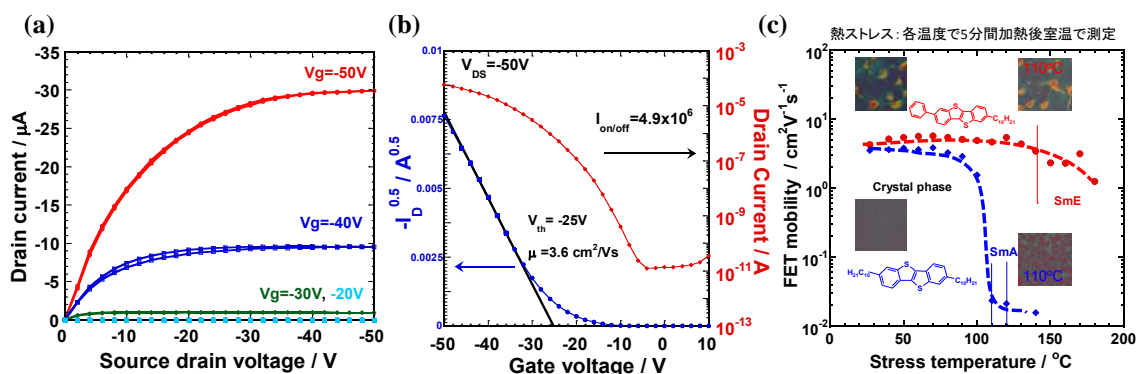 (a)
-35
-30
-25
-20
-15
-10
-5
0
Drain current / μA
Vg=-50V
Vg=-40V
Vg=-30V, -20V
-0
-10
-20
-30
-40
-50
Source drain voltage / V
(b)
0.01
0.0075
0.005
0.0025
0
-I_D^0.5 / A^0.5
V_DS=-50V
I_on/off=4.9x10^6
V_th= -25V
μ =3.6 cm²/Vs
10^-3
10^-5
10^-7
10^-9
10^-11
10^-13
Drain Current / A
-50
-40
-30
-20
-10
0
10
Gate voltage / V
(c)
熱ストレス：各温度で5分間加熱後室温で測定
10^2
10^1
10^0
10^-1
10^-2
FET mobility / cm²V^-1s^-1
110°C
S
S
C10H21
Crystal phase
SmE
SmA
H21C10
S
S
C10H21
110°C
0
50
100
150
200
Stress temperature / °C